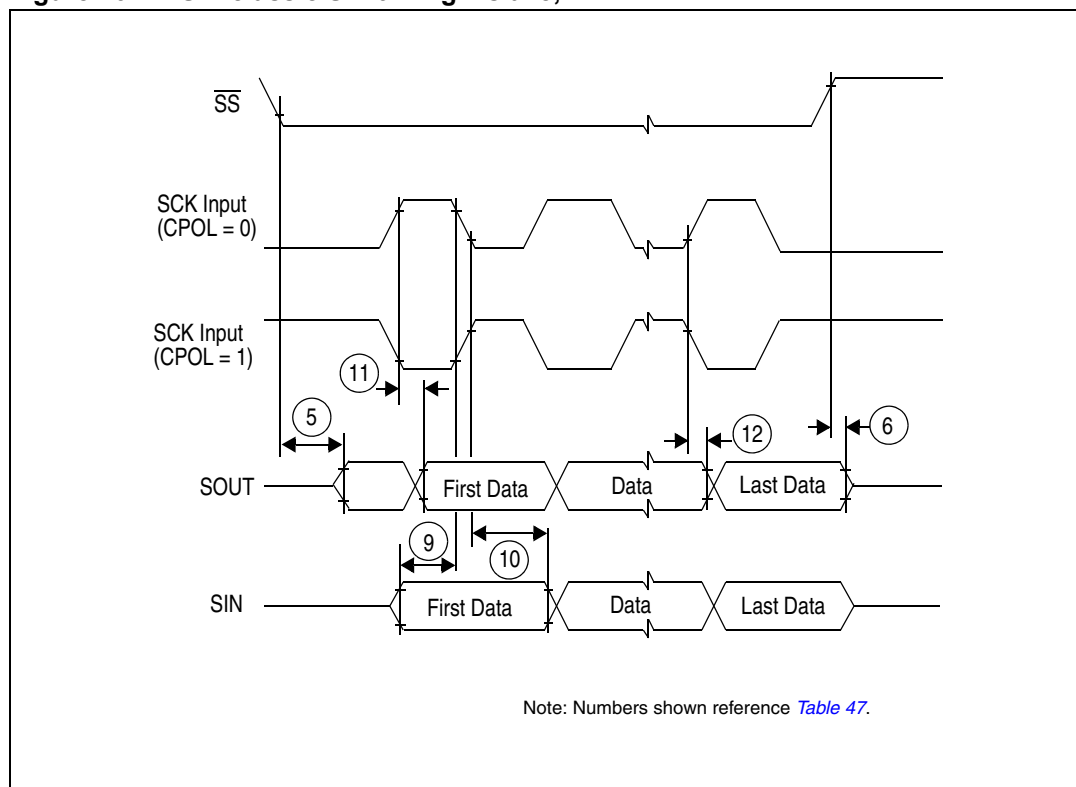 SS
SCK Input
(CPOL = 0)
SCK Input
(CPOL = 1)
11
5
12
6
SOUT
First Data
Data
Last Data
9
10
SIN
First Data
Data
Last Data
Note: Numbers shown reference Table 47.